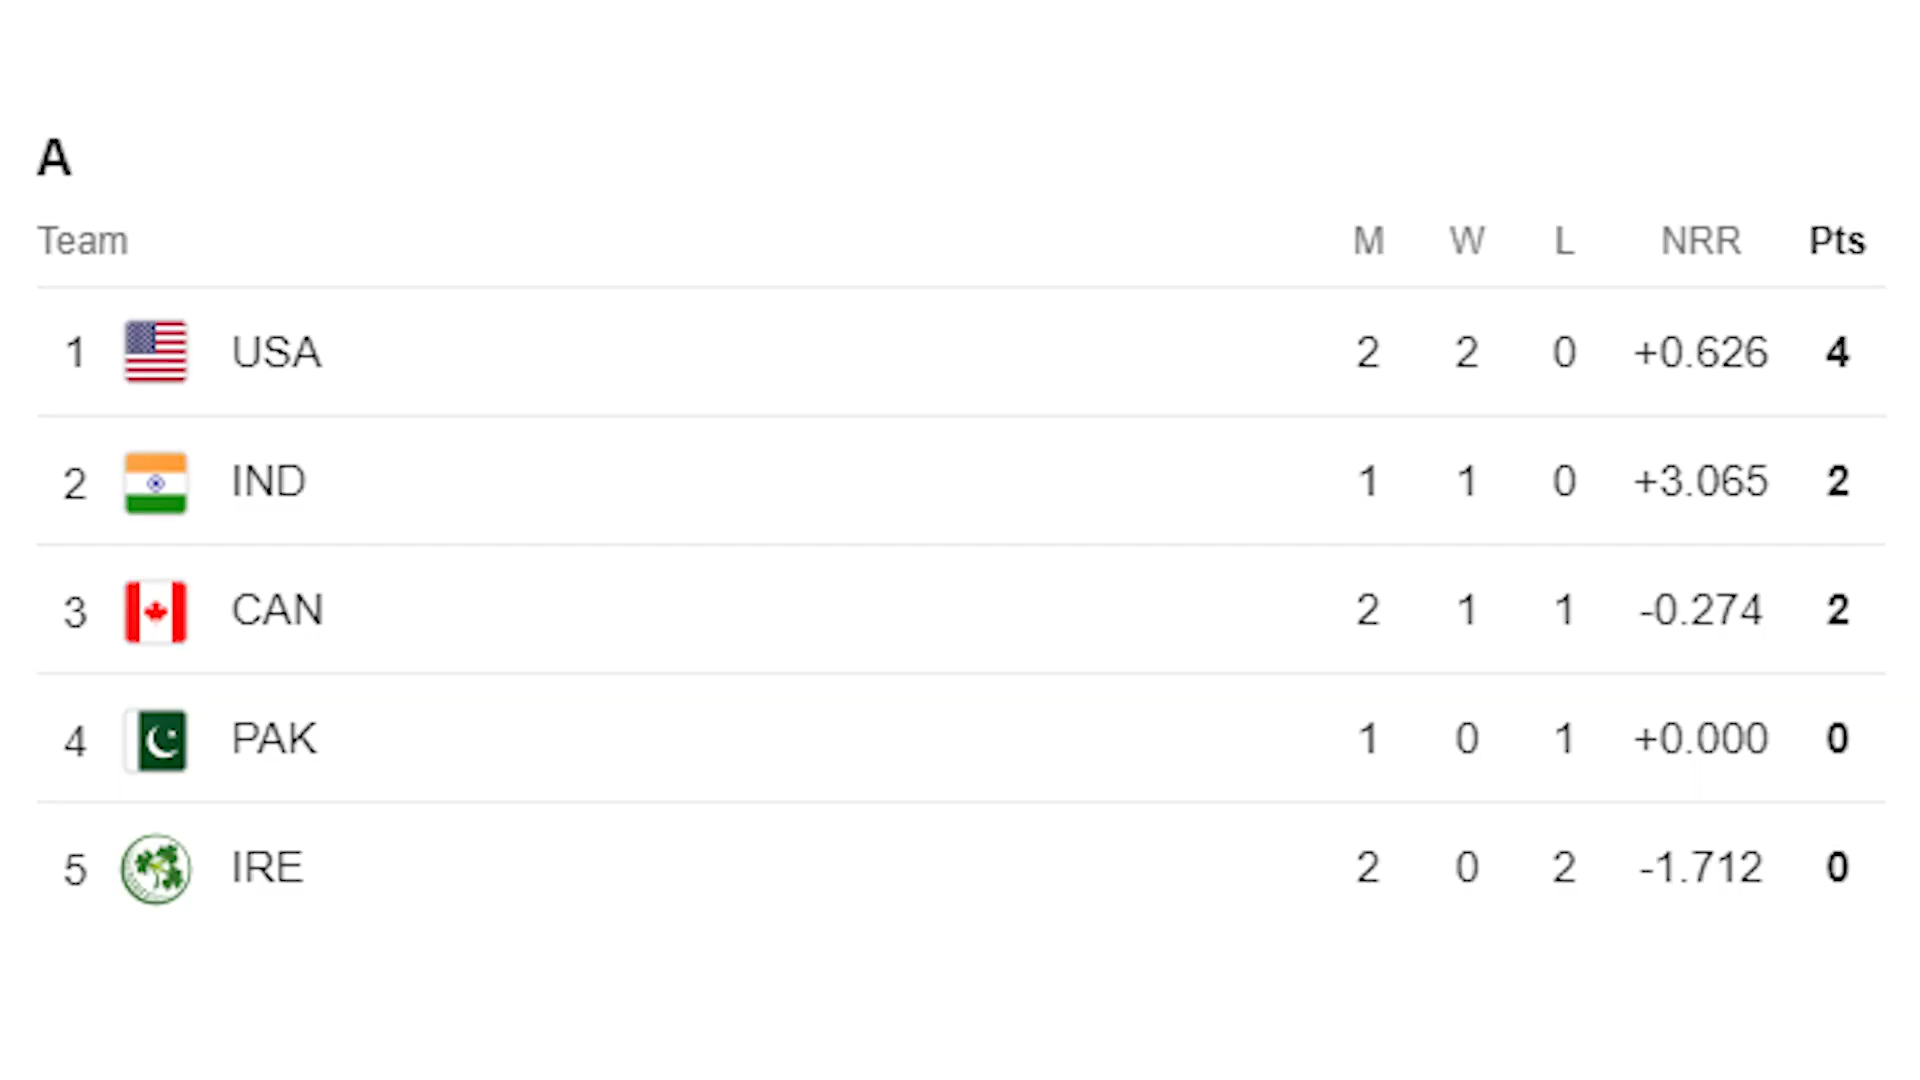 A
Team M W L NRR Pts
1 USA 2 2 0 +0.626 4
2 IND 1 1 0 +3.065 2
3 CAN 2 1 1 -0.274 2
4 PAK 1 0 1 +0.000 0
5 IRE 2 0 2 -1.712 0